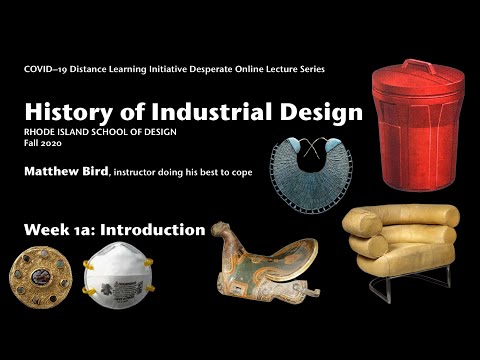 COVID–19 Distance Learning Initiative Desperate Online Lecture Series
History of Industrial Design
RHODE ISLAND SCHOOL OF DESIGN
Fall 2020
Matthew Bird, instructor doing his best to cope
Week 1a: Introduction